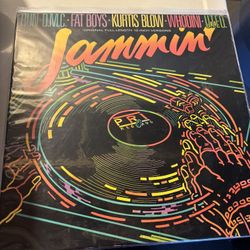 RUN D.M.C.·FAT BOYS·KURTIS BLOW·WHODINI·
ORIGINAL FULL-LENGTH 12-INCH VERSIONS
Jammin'